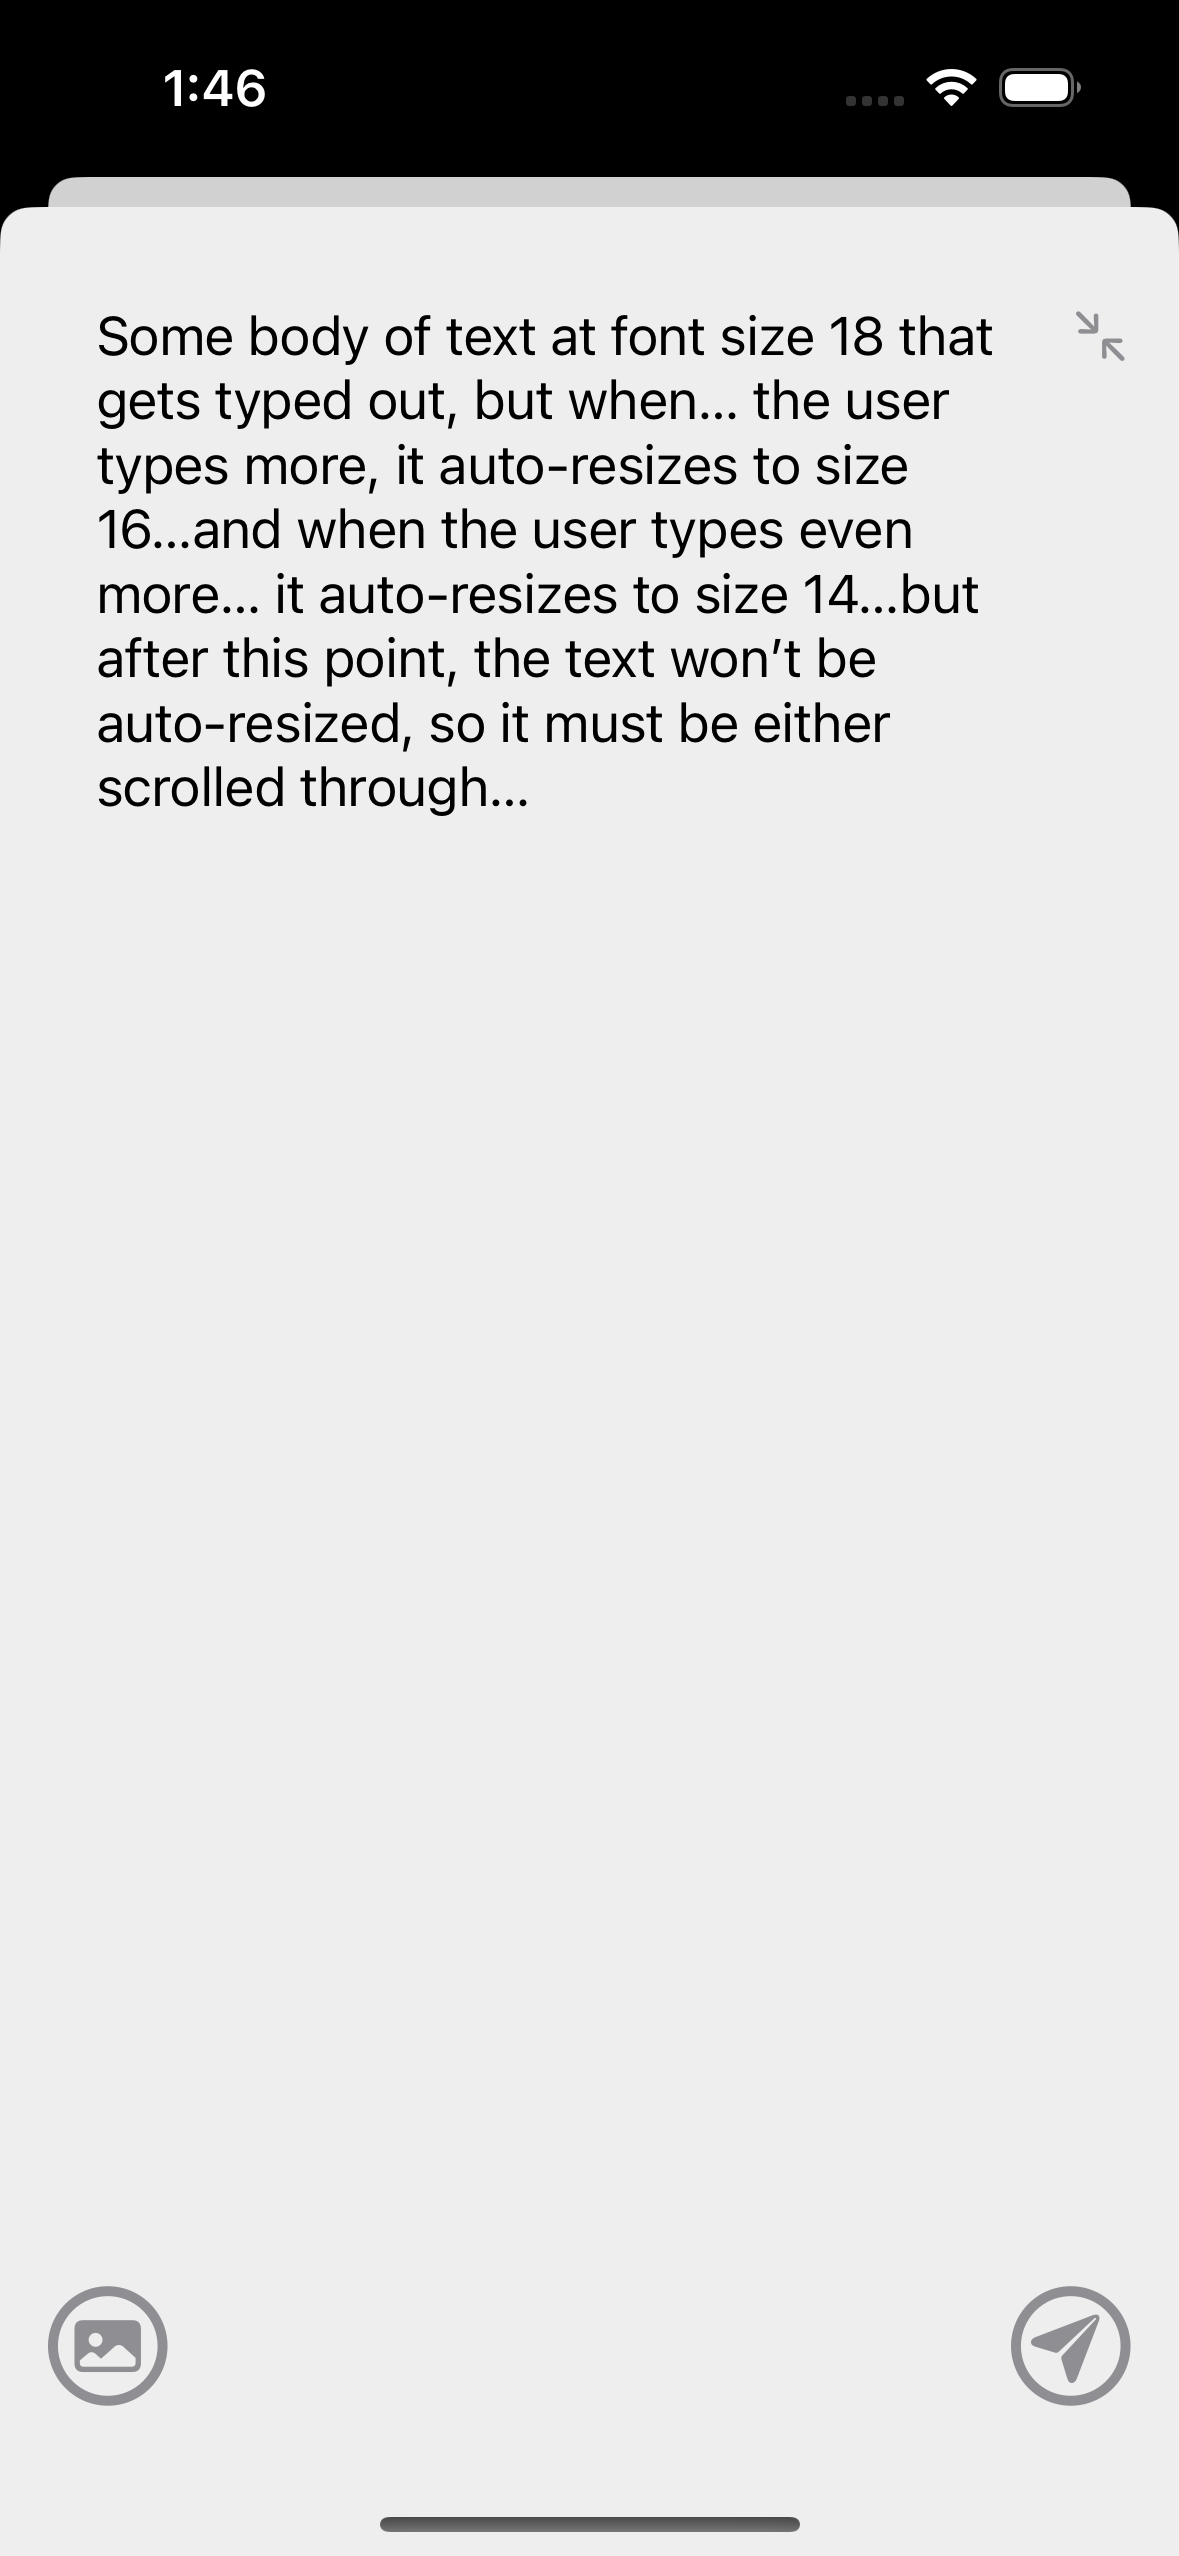 1:46
Some body of text at font size 18 that
gets typed out, but when... the user
types more, it auto-resizes to size
16...and when the user types even
more... it auto-resizes to size 14...but
after this point, the text won’t be
auto-resized, so it must be either
scrolled through...